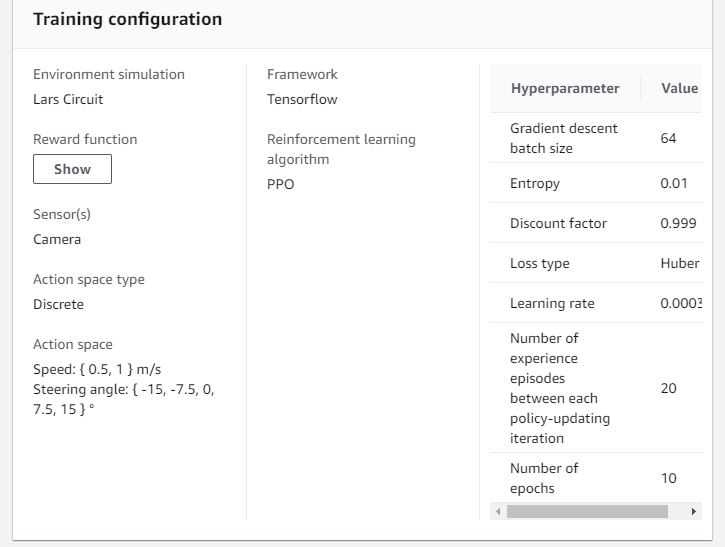 Training configuration
Environment simulation
Lars Circuit
Reward function
Show
Sensor(s)
Camera
Action space type
Discrete
Action space
Speed: { 0.5, 1 } m/s
Steering angle: { -15, -7.5, 0,
7.5, 15 } °
Framework
Tensorflow
Reinforcement learning
algorithm
PPO
Hyperparameter Value
Gradient descent
batch size
64
Entropy 0.01
Discount factor 0.999
Loss type Huber
Learning rate 0.0003
Number of
experience
episodes
between each
policy-updating
iteration
20
Number of
epochs
10